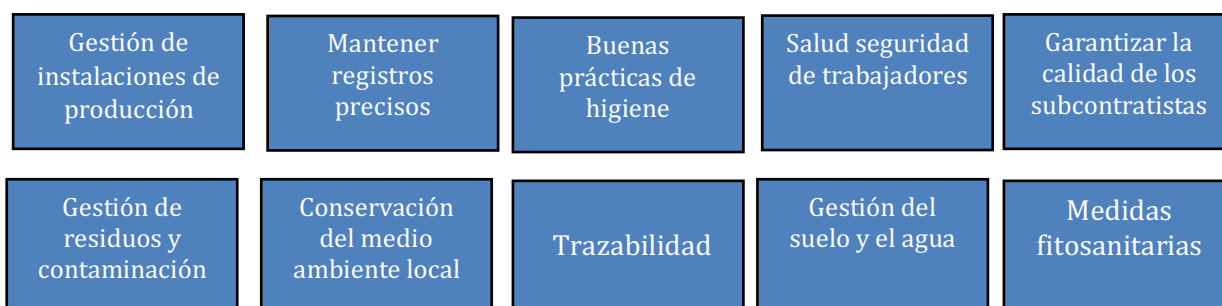 Gestión de
instalaciones de
producción
Mantener
registros
precisos
Buenas
prácticas de
higiene
Salud seguridad
de trabajadores
Garantizar la
calidad de los
subcontratistas
Gestión de
residuos y
contaminación
Conservación
del medio
ambiente local
Trazabilidad
Gestión del
suelo y el agua
Medidas
fitosanitarias